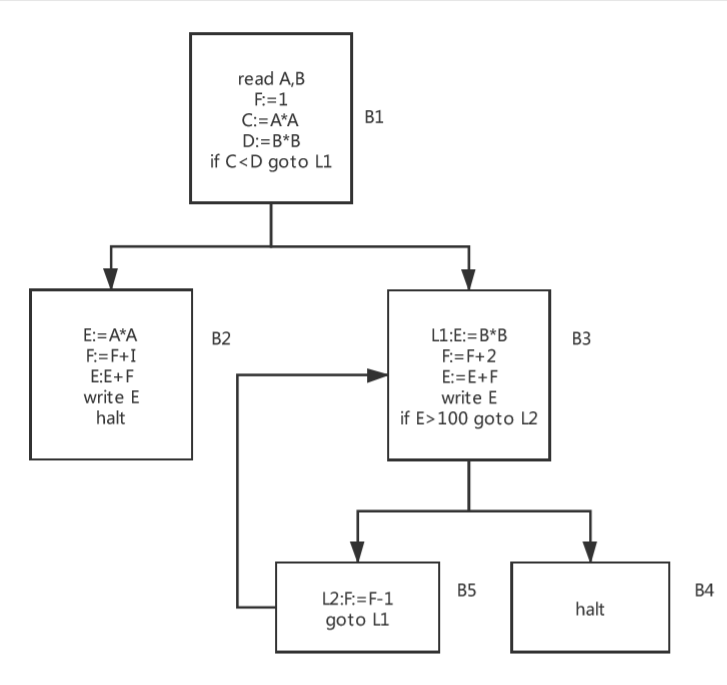 read A,B
F:=1
C:=A*A
D:=B*B
if C<D goto L1
B1
E:=A*A
F:=F+I
E:E+F
write E
halt
B2
L1:E:=B*B
F:=F+2
E:=E+F
write E
if E>100 goto L2
B3
L2:F:=F-1
goto L1
B5
halt
B4